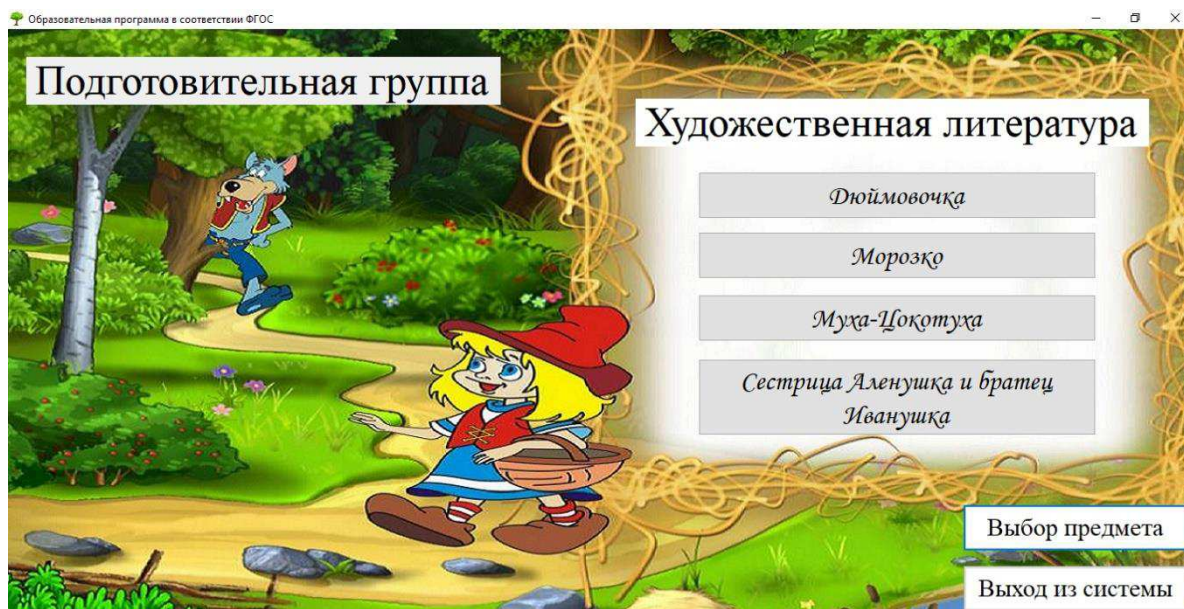 Образовательная программа в соответствии ФГОС
Подготовительная группа
Художественная литература
Дюймовочка
Морозко
Муха-Цокотуха
Сестрица Аленушка и братец
Иванушка
Выбор предмета
Выход из системы